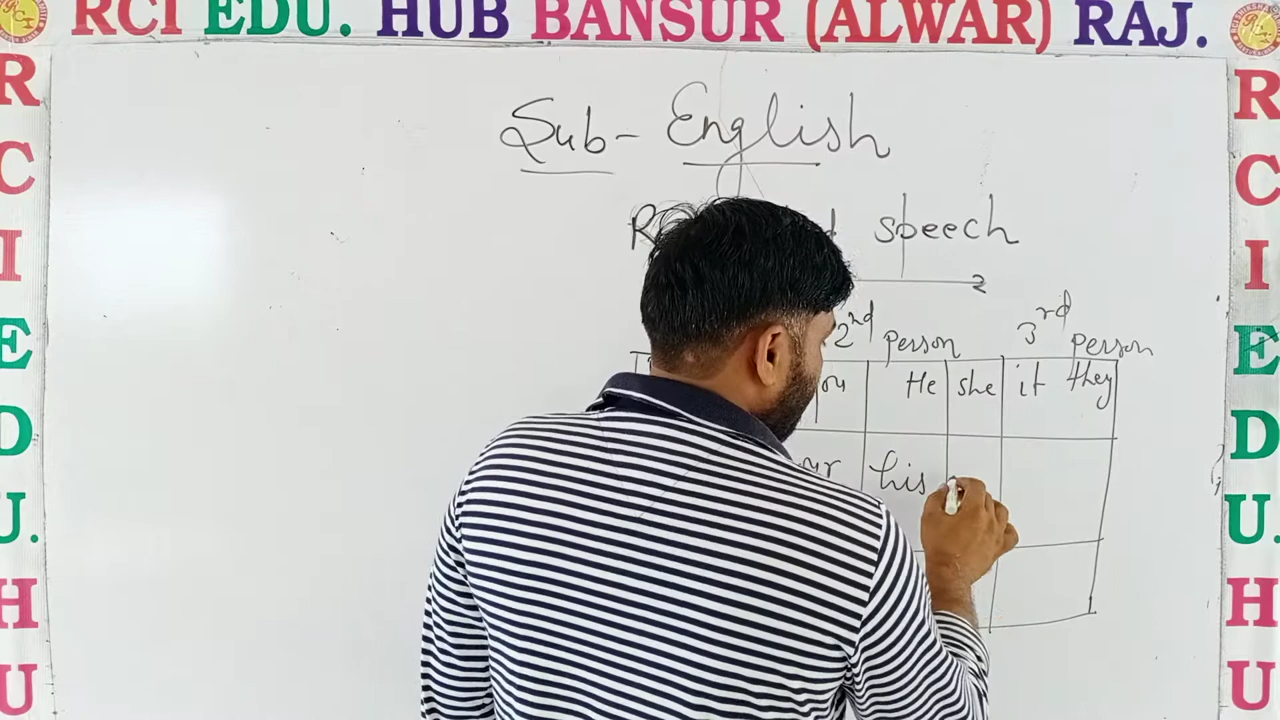 RCI EDU. HUB BANSUR (ALWAR) RAJ.
R
C
I
E
D
U.
H
U
Sub- English
speech
2nd person 3rd person
He she it they
his
R
C
I
E
D
U.
H
U